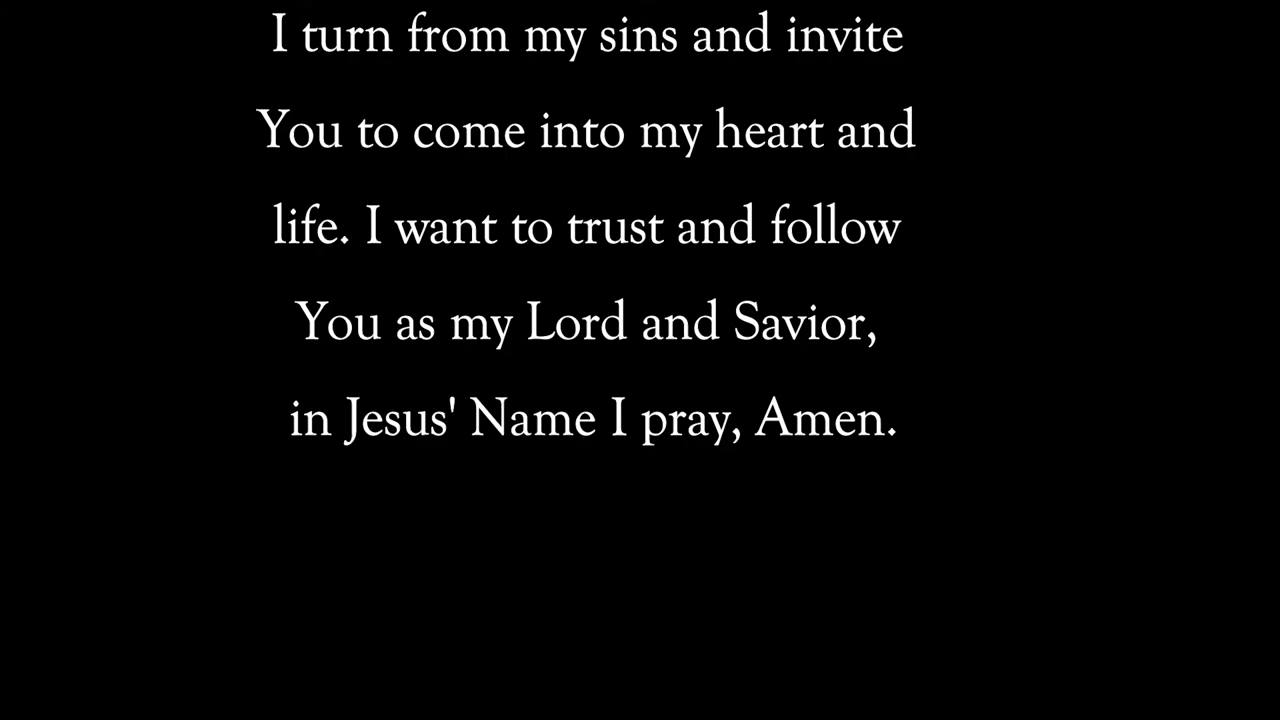 I turn from my sins and invite
You to come into my heart and
life. I want to trust and follow
You as my Lord and Savior,
in Jesus' Name I pray, Amen.